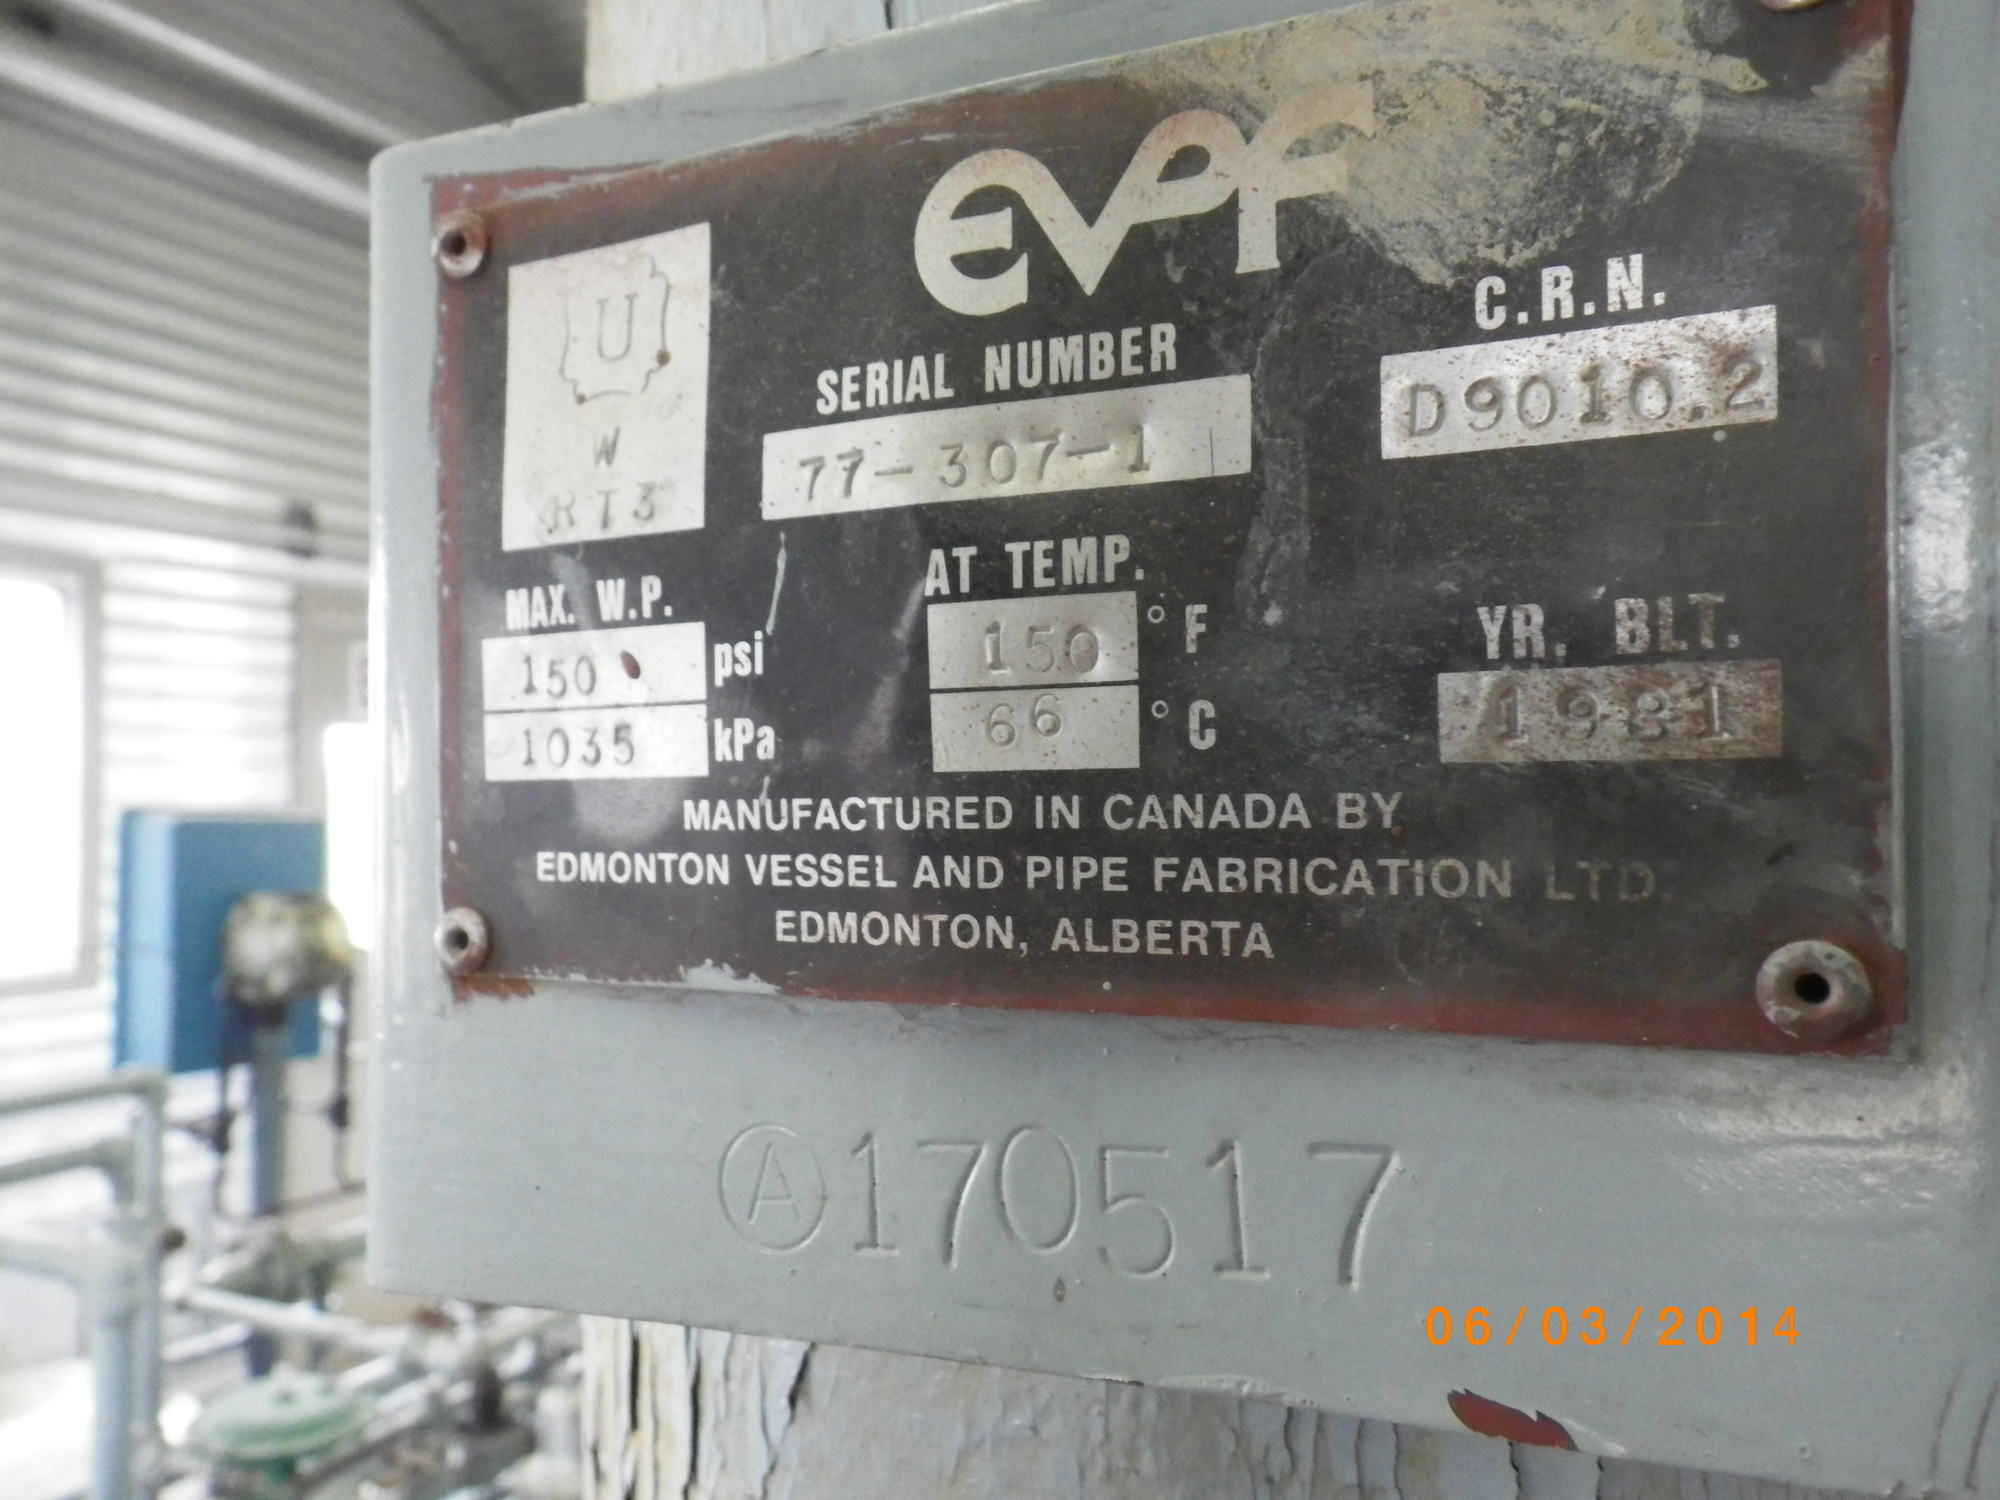 EVPF
U
W
RT3
SERIAL NUMBER
77-307-1
C.R.N.
D9010.2
MAX. W.P.
150 psi
1035 kPa
AT TEMP.
150 °F
66 °C
YR. BLT.
1981
MANUFACTURED IN CANADA BY
EDMONTON VESSEL AND PIPE FABRICATION LTD.
EDMONTON, ALBERTA
Ⓐ170517
06/03/2014